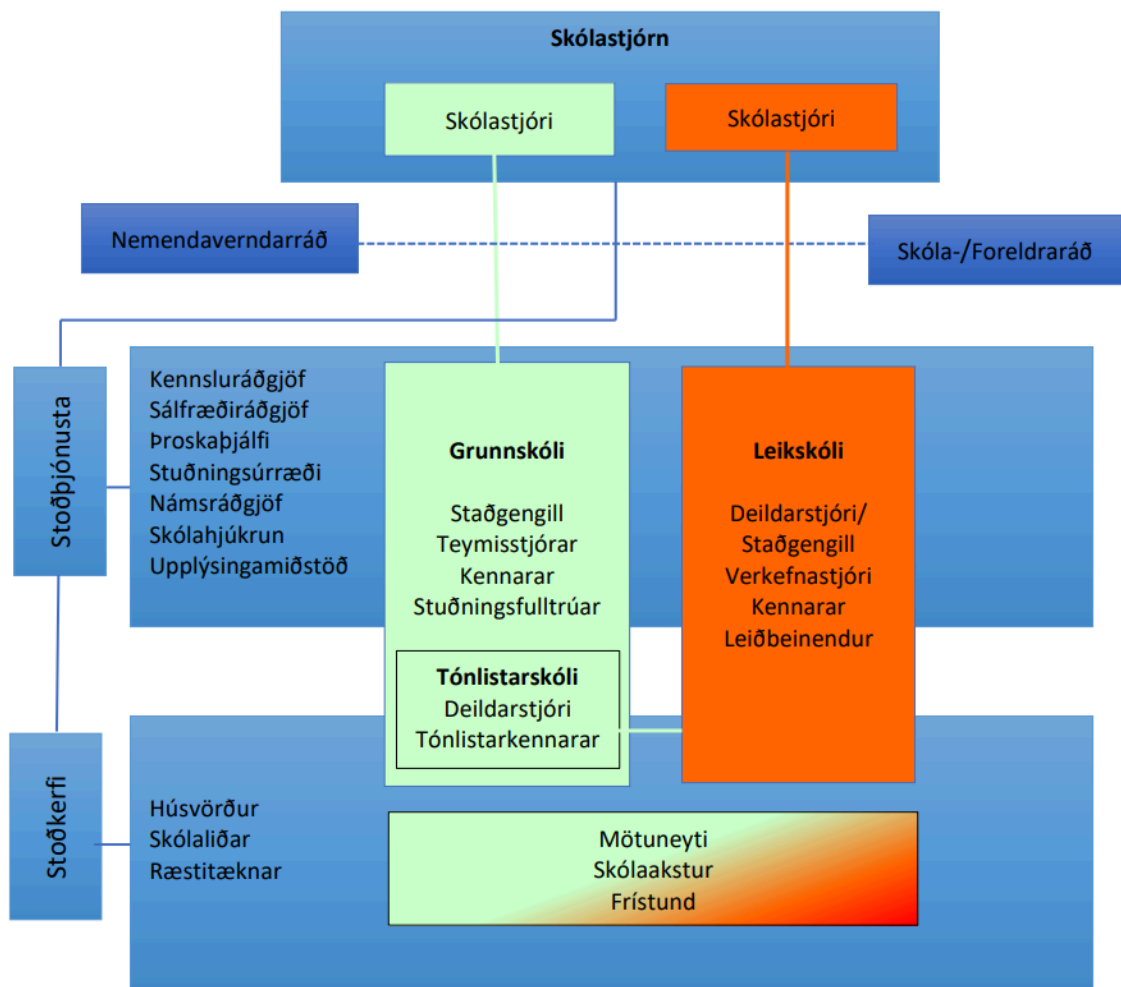 Skólastjórn
Skólastjóri
Skólastjóri
Nemendaverndarráð
Skóla-/Foreldraráð
Stoðþjónusta
Kennsluráðgjöf
Sálfræðiráðgjöf
Þroskaþjálfi
Stuðningsúrræði
Námsráðgjöf
Skólahjúkrun
Upplýsingamiðstöð
Grunnskóli
Staðgengill
Teymisstjórar
Kennarar
Stuðningsfulltrúar
Tónlistarskóli
Deildarstjóri
Tónlistarkennarar
Leikskóli
Deildarstjóri/
Staðgengill
Verkefnastjóri
Kennarar
Leiðbeinendur
Stoðkerfi
Húsvörður
Skólaliðar
Ræstitæknar
Mötuneyti
Skólaakstur
Frístund